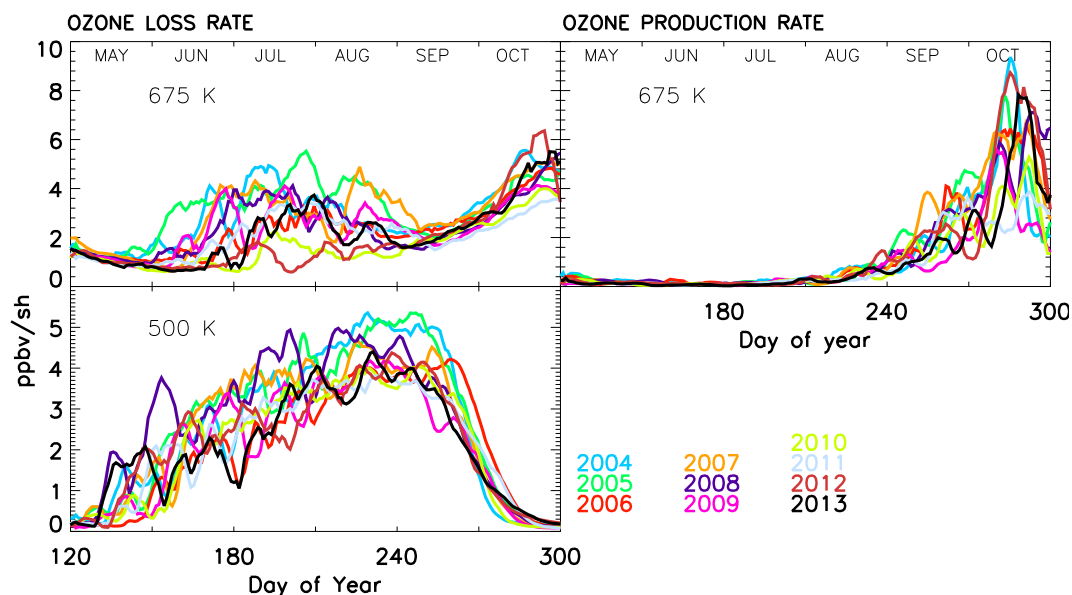 OZONE LOSS RATE
OZONE PRODUCTION RATE
10
MAY JUN JUL AUG SEP OCT
MAY JUN JUL AUG SEP OCT
8
675 K
675 K
6
4
2
0
180 240 300
Day of year
ppbv/sh
5
500 K
4
3
2
1
0
120 180 240 300
Day of Year
2010
2004 2007 2011
2005 2008 2012
2006 2009 2013